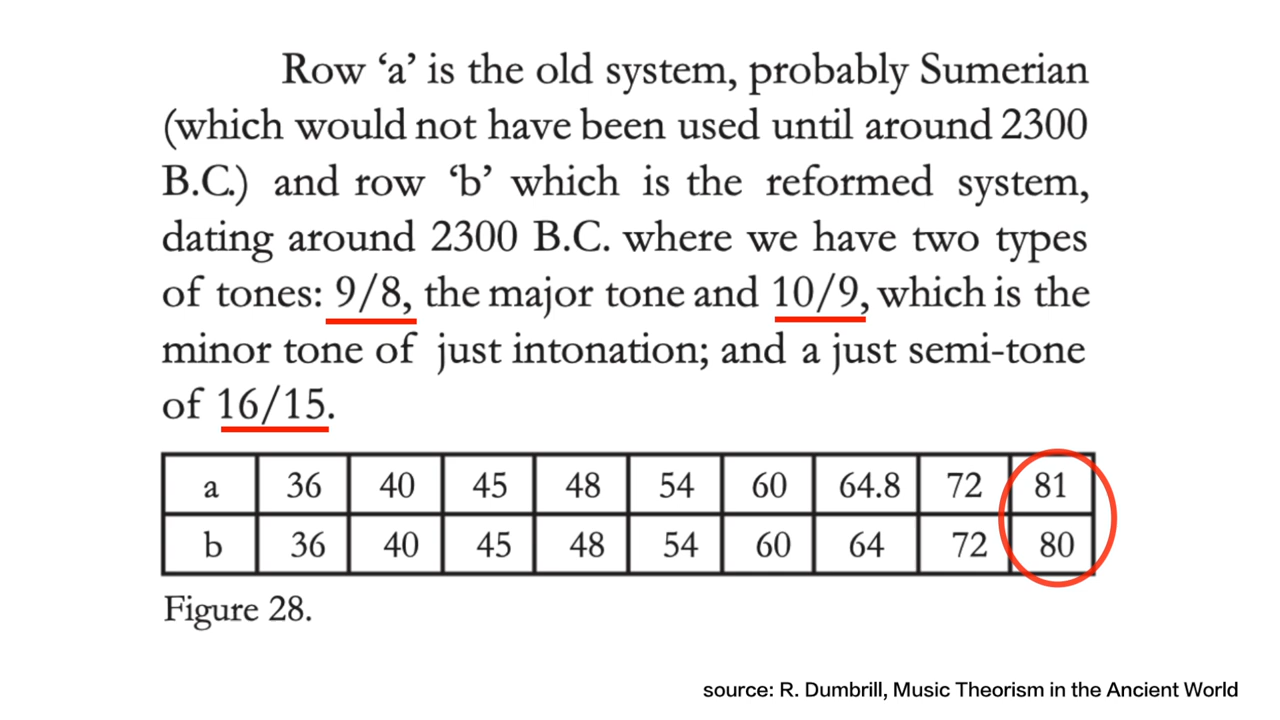 Row ‘a’ is the old system, probably Sumerian
(which would not have been used until around 2300
B.C.) and row ‘b’ which is the reformed system,
dating around 2300 B.C. where we have two types
of tones: 9/8, the major tone and 10/9, which is the
minor tone of just intonation; and a just semi-tone
of 16/15.
a 36 40 45 48 54 60 64.8 72 81
b 36 40 45 48 54 60 64 72 80
Figure 28.
source: R. Dumbrill, Music Theorism in the Ancient World